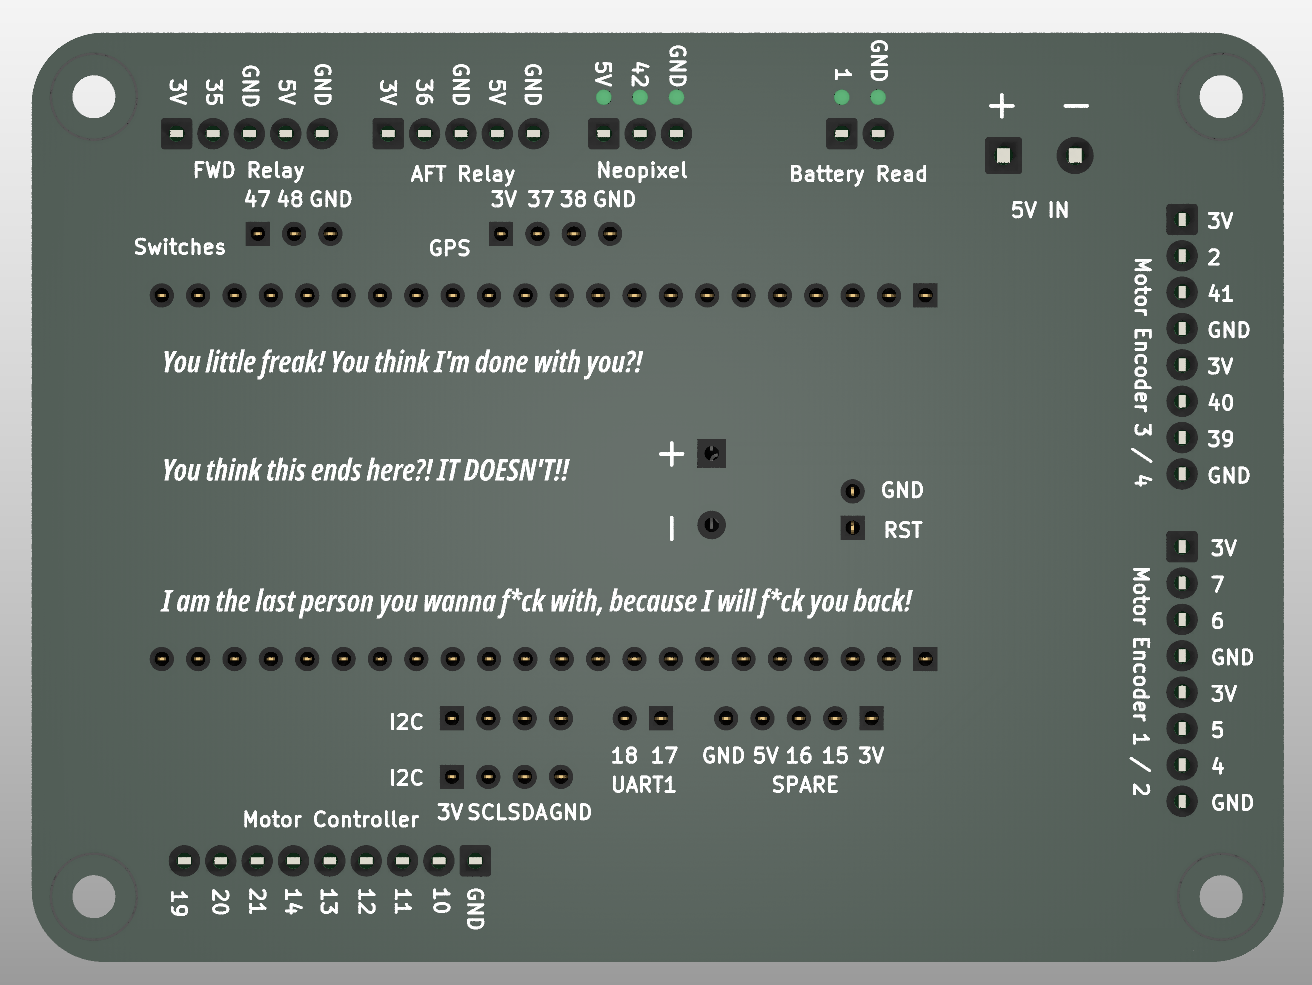 3V 35 GND 5V GND
3V 36 GND 5V GND
5V 42 GND
1 GND
+ −
FWD Relay
AFT Relay
Neopixel
Battery Read
5V IN
47 48 GND
3V 37 38 GND
Switches
GPS
3V
2
41
GND
3V
40
39
GND
Motor Encoder 3 / 4
You little freak! You think I'm done with you?!
You think this ends here?! IT DOESN'T!!
+
−
GND
RST
I am the last person you wanna f*ck with, because I will f*ck you back!
3V
7
6
GND
3V
5
4
GND
Motor Encoder 1 / 2
I2C
18 17
UART1
GND 5V 16 15 3V
SPARE
I2C
3V SCL SDA GND
Motor Controller
19 20 21 14 13 12 11 10 GND